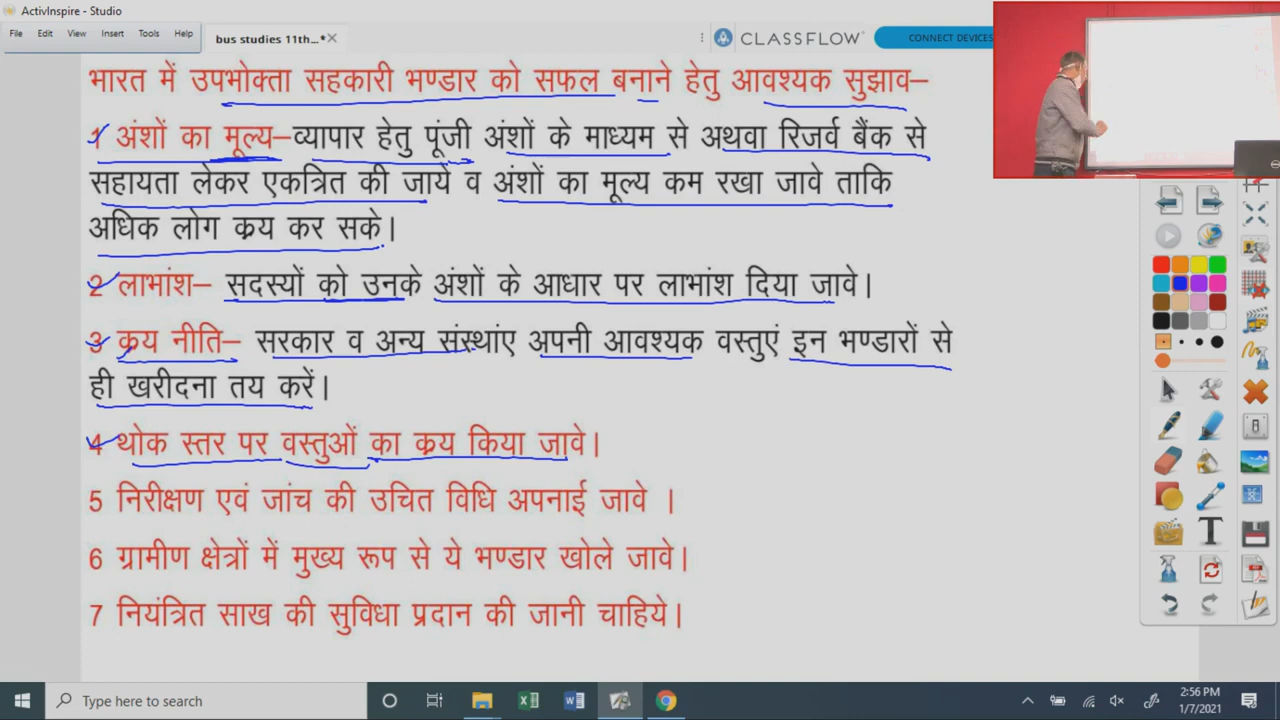 ActivInspire - Studio
File Edit View Insert Tools Help
bus studies 11th...*
CLASSFLOW
CONNECT DEVICES
भारत में उपभोक्ता सहकारी भण्डार को सफल बनाने हेतु आवश्यक सुझाव–
1 अंशों का मूल्य–व्यापार हेतु पूंजी अंशों के माध्यम से अथवा रिजर्व बैंक से
सहायता लेकर एकत्रित की जायें व अंशों का मूल्य कम रखा जावे ताकि
अधिक लोग क्रय कर सके।
2 लाभांश– सदस्यों को उनके अंशों के आधार पर लाभांश दिया जावे।
3 क्रय नीति– सरकार व अन्य संस्थांए अपनी आवश्यक वस्तुएं इन भण्डारों से
ही खरीदना तय करें।
4 थोक स्तर पर वस्तुओं का क्रय किया जावे।
5 निरीक्षण एवं जांच की उचित विधि अपनाई जावे ।
6 ग्रामीण क्षेत्रों में मुख्य रूप से ये भण्डार खोले जावे।
7 नियंत्रित साख की सुविधा प्रदान की जानी चाहिये।
Type here to search
2:56 PM
1/7/2021